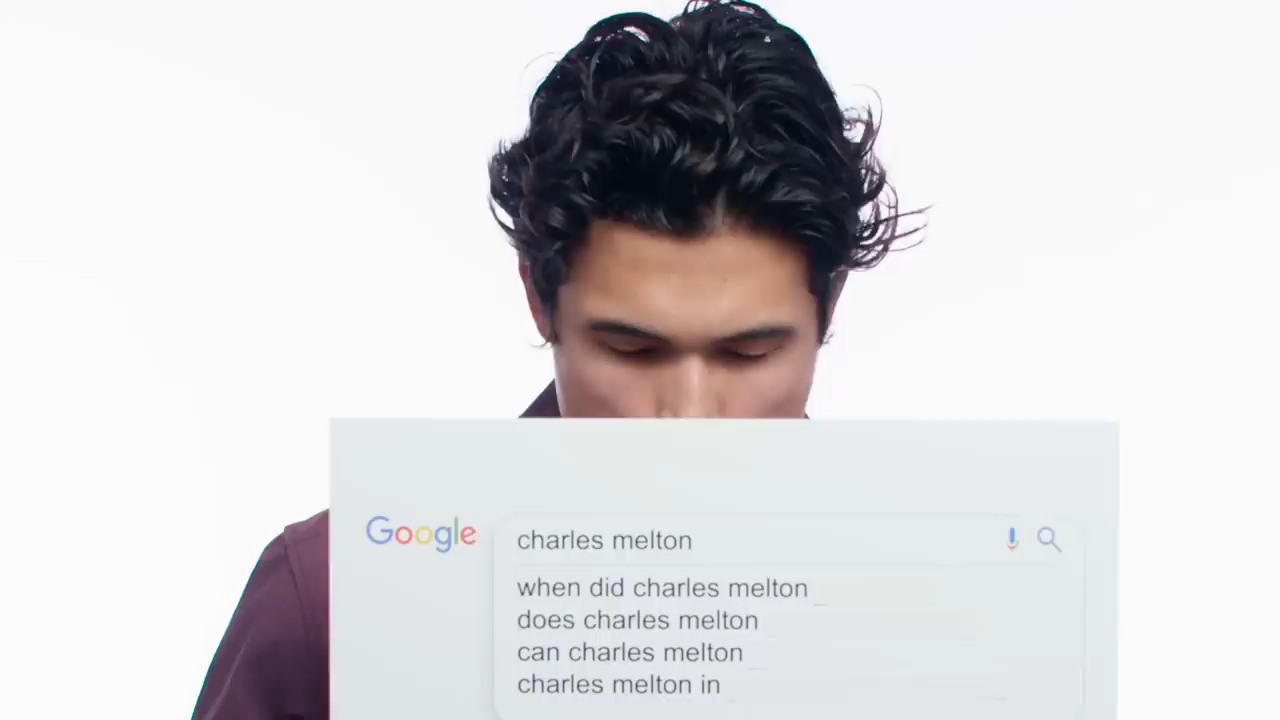 Google charles melton
when did charles melton
does charles melton
can charles melton
charles melton in